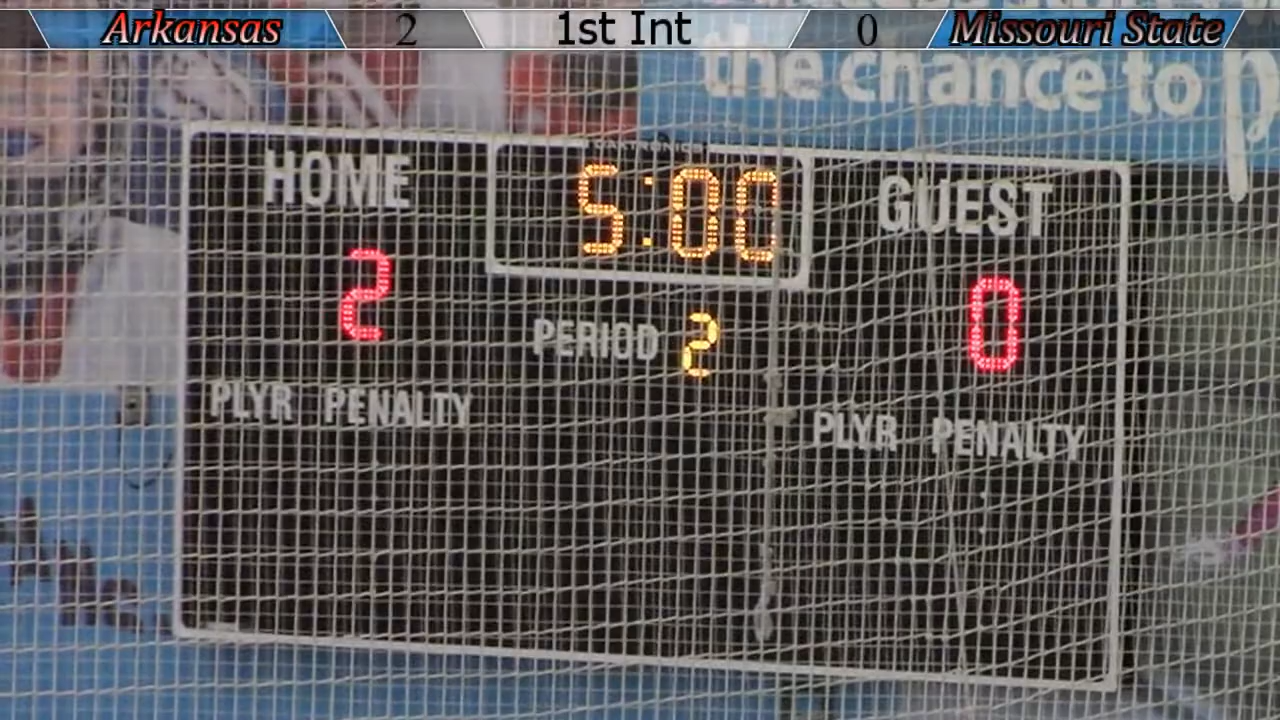 Arkansas 2 1st Int 0 Missouri State
the chance to p
DAKTRONICS
HOME 5:00 GUEST
2 PERIOD 2 0
PLYR PENALTY PLYR PENALTY